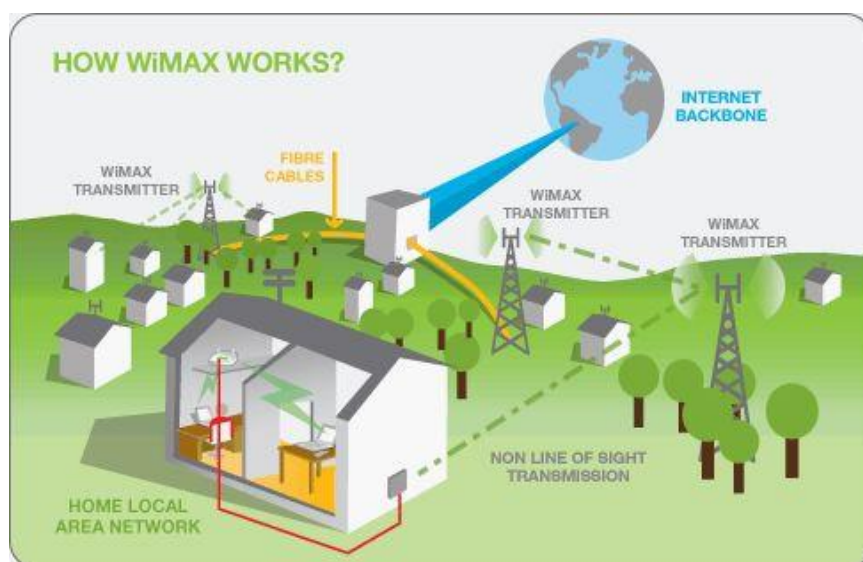 HOW WiMAX WORKS?
INTERNET
BACKBONE
FIBRE
CABLES
WiMAX
TRANSMITTER
WiMAX
TRANSMITTER
WiMAX
TRANSMITTER
NON LINE OF SIGHT
TRANSMISSION
HOME LOCAL
AREA NETWORK